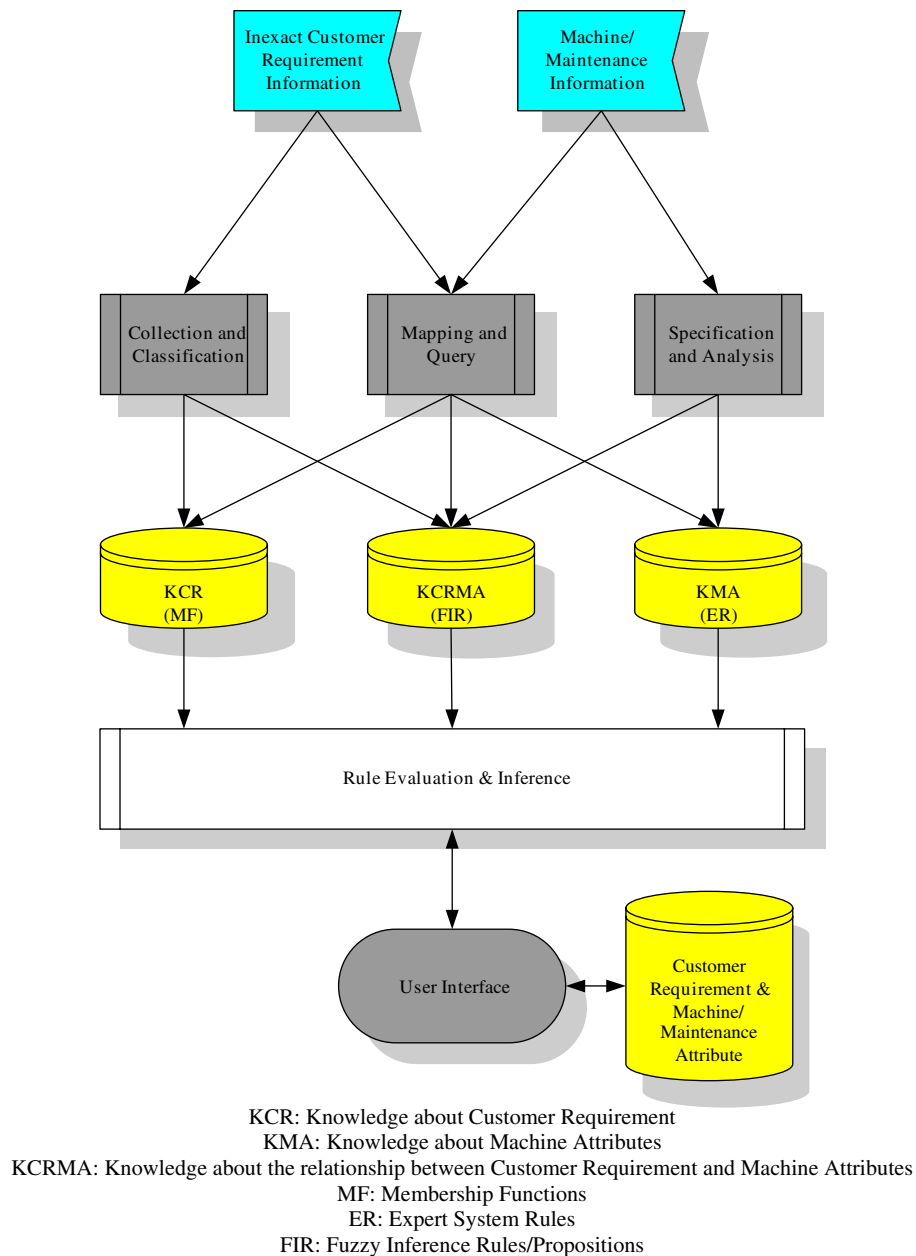 Inexact Customer
Requirement
Information
Machine/
Maintenance
Information
Collection and
Classification
Mapping and
Query
Specification
and Analysis
KCR
(MF)
KCRMA
(FIR)
KMA
(ER)
Rule Evaluation & Inference
User Interface
Customer
Requirement &
Machine/
Maintenance
Attribute
KCR: Knowledge about Customer Requirement
KMA: Knowledge about Machine Attributes
KCRMA: Knowledge about the relationship between Customer Requirement and Machine Attributes
MF: Membership Functions
ER: Expert System Rules
FIR: Fuzzy Inference Rules/Propositions